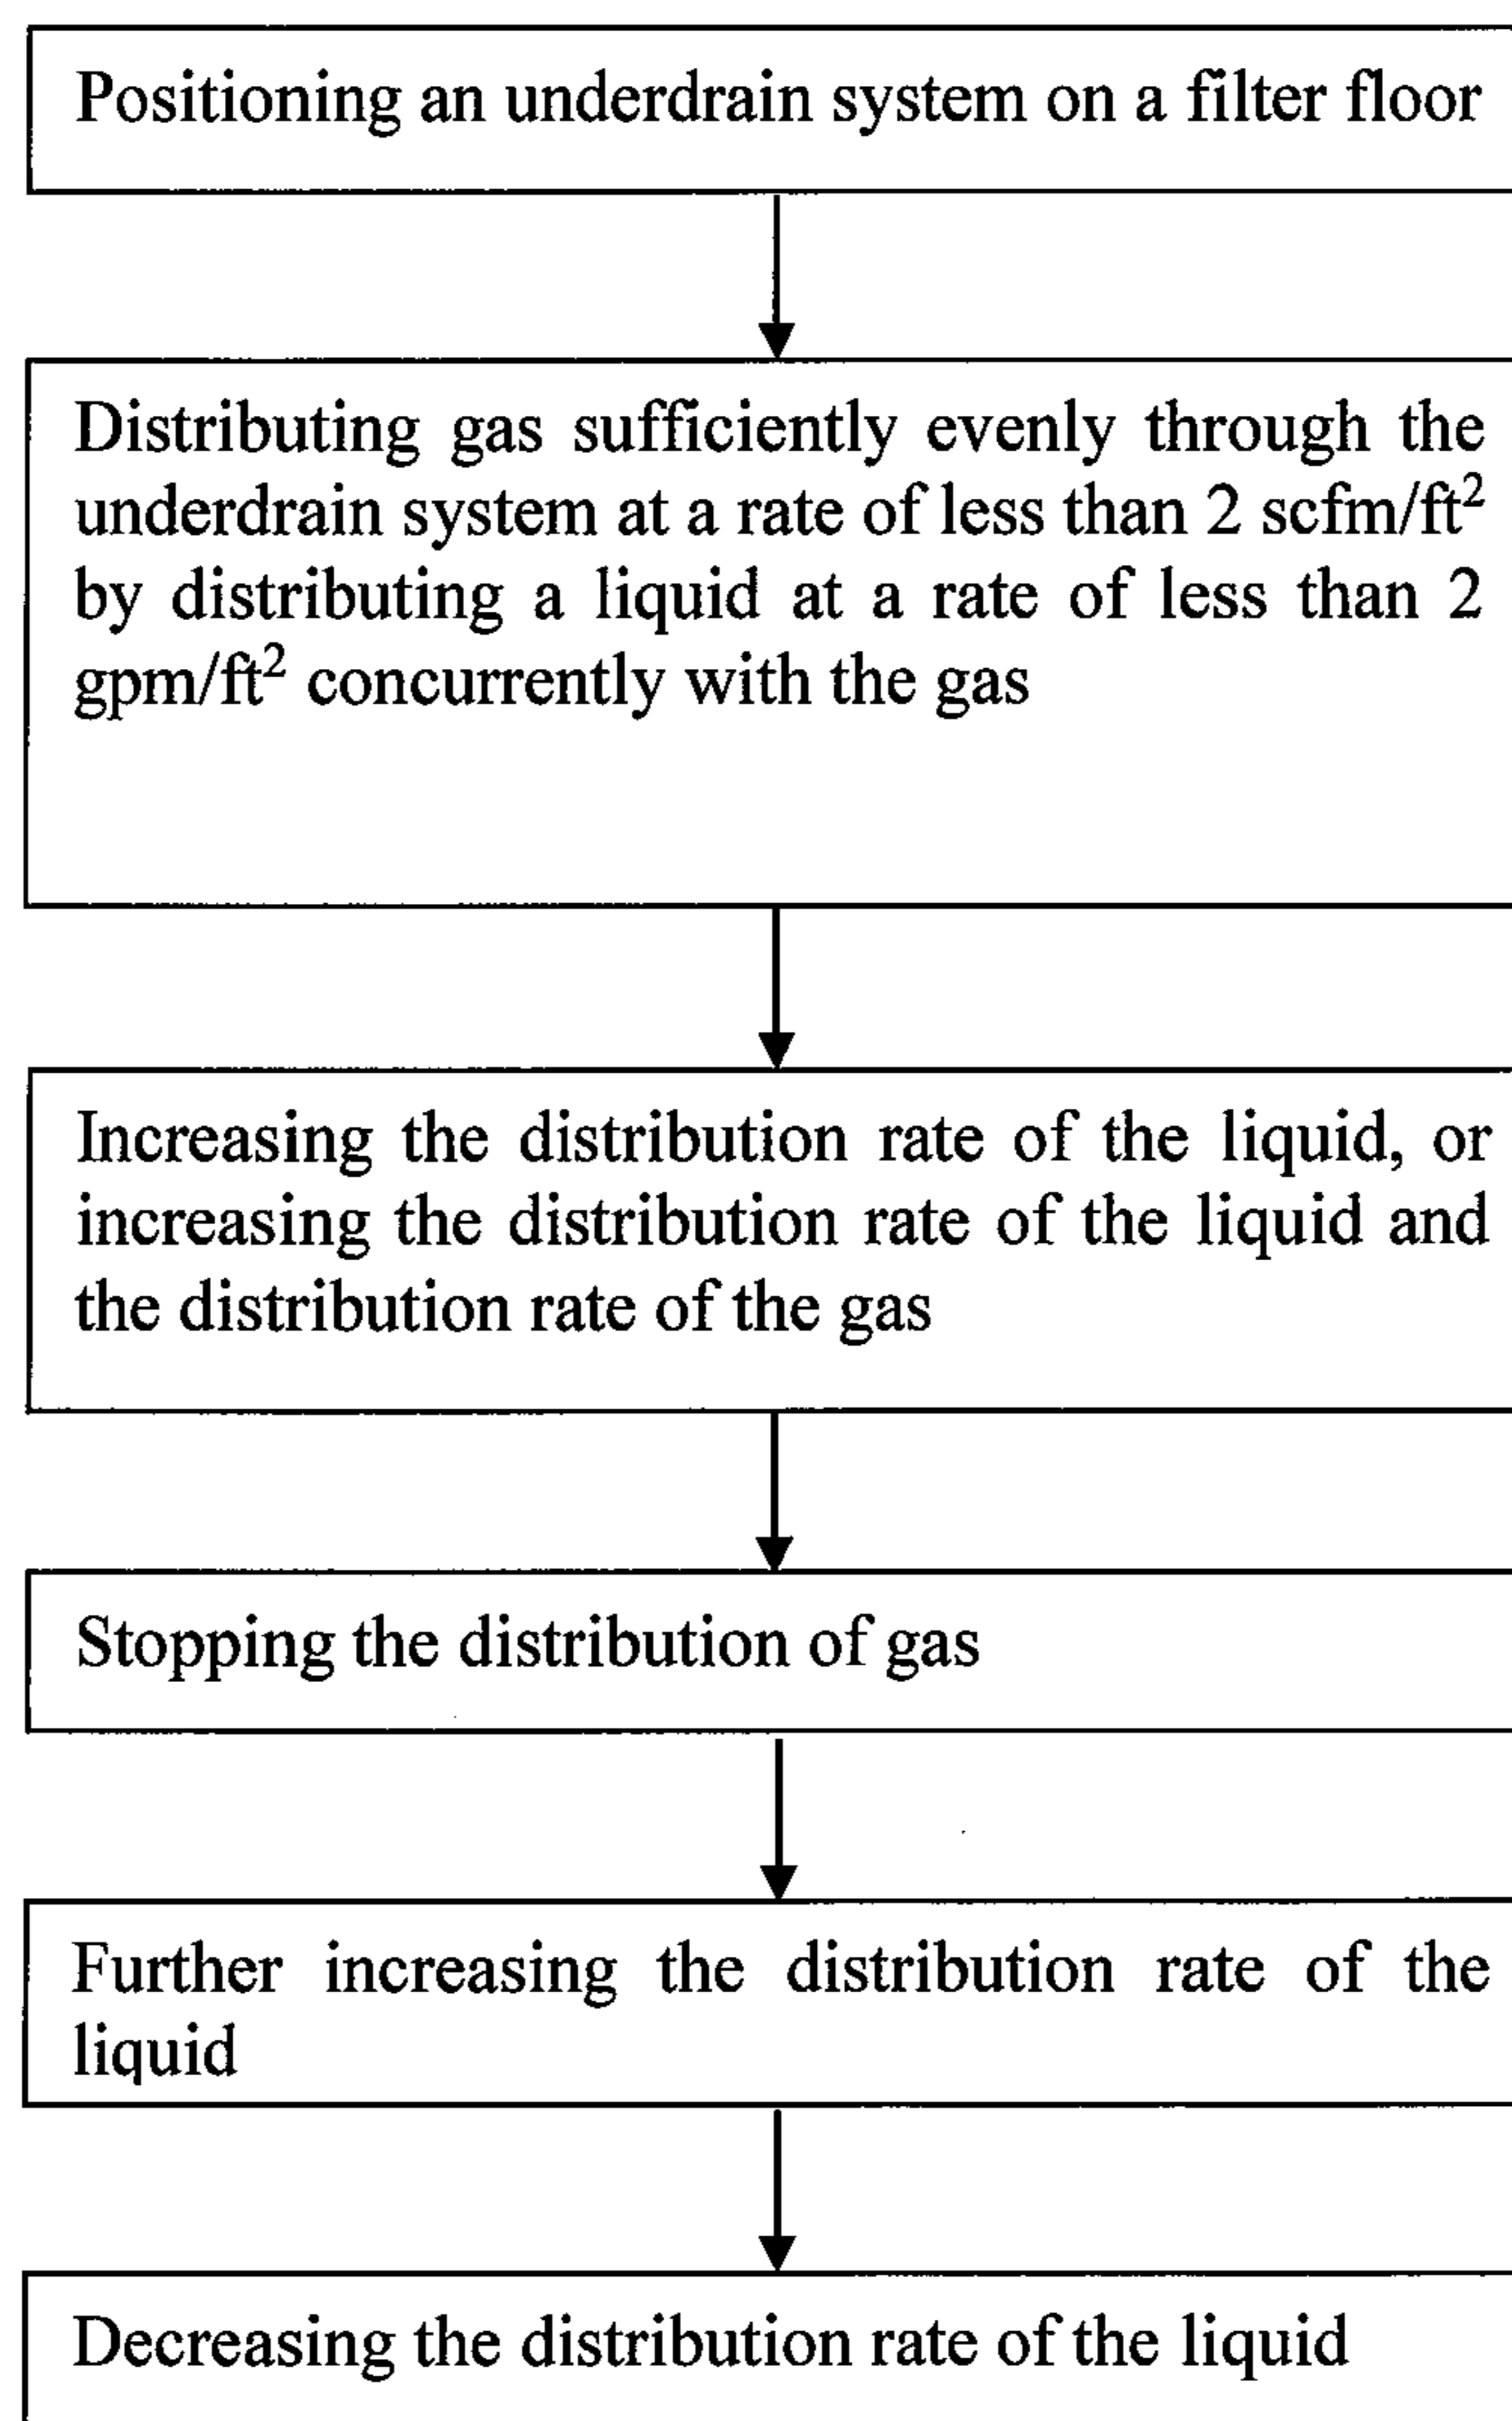 Positioning an underdrain system on a filter floor
Distributing gas sufficiently evenly through the
underdrain system at a rate of less than 2 scfm/ft²
by distributing a liquid at a rate of less than 2
gpm/ft² concurrently with the gas
Increasing the distribution rate of the liquid, or
increasing the distribution rate of the liquid and
the distribution rate of the gas
Stopping the distribution of gas
Further increasing the distribution rate of the
liquid
Decreasing the distribution rate of the liquid